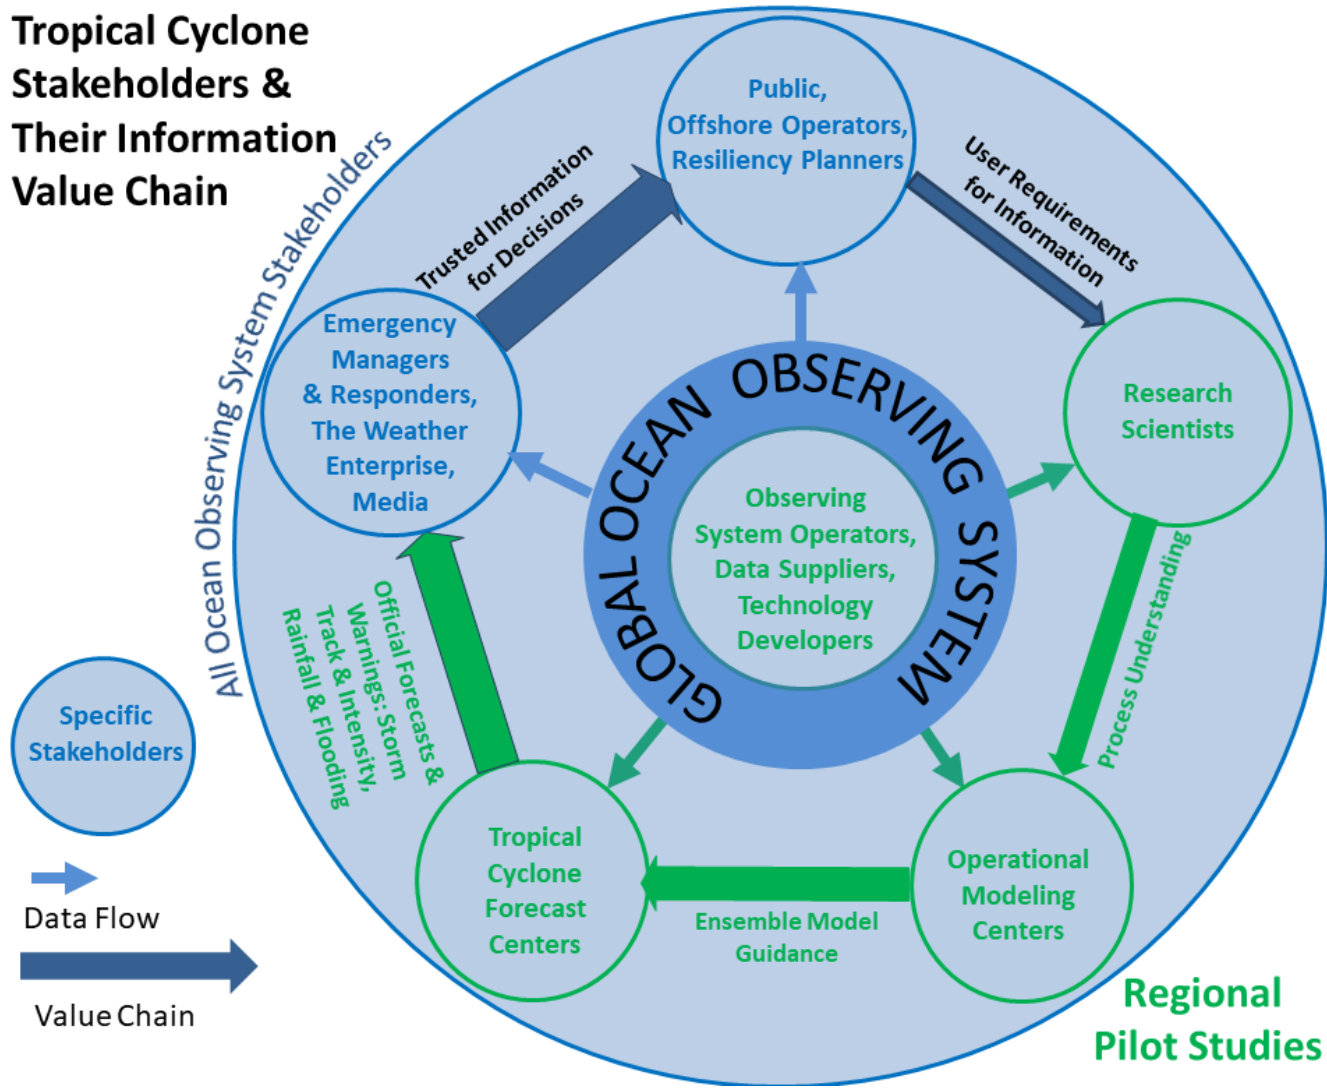 Tropical Cyclone
Stakeholders &
Their Information
Value Chain
All Ocean Observing System Stakeholders
Public,
Offshore Operators,
Resiliency Planners
Trusted Information
for Decisions
User Requirements
for Information
Emergency
Managers
& Responders,
The Weather
Enterprise,
Media
Research
Scientists
GLOBAL OCEAN OBSERVING SYSTEM
Observing
System Operators,
Data Suppliers,
Technology
Developers
Process Understanding
Official Forecasts &
Warnings: Storm
Track & Intensity,
Rainfall & Flooding
Tropical
Cyclone
Forecast
Centers
Ensemble Model
Guidance
Operational
Modeling
Centers
Specific
Stakeholders
Data Flow
Value Chain
Regional
Pilot Studies